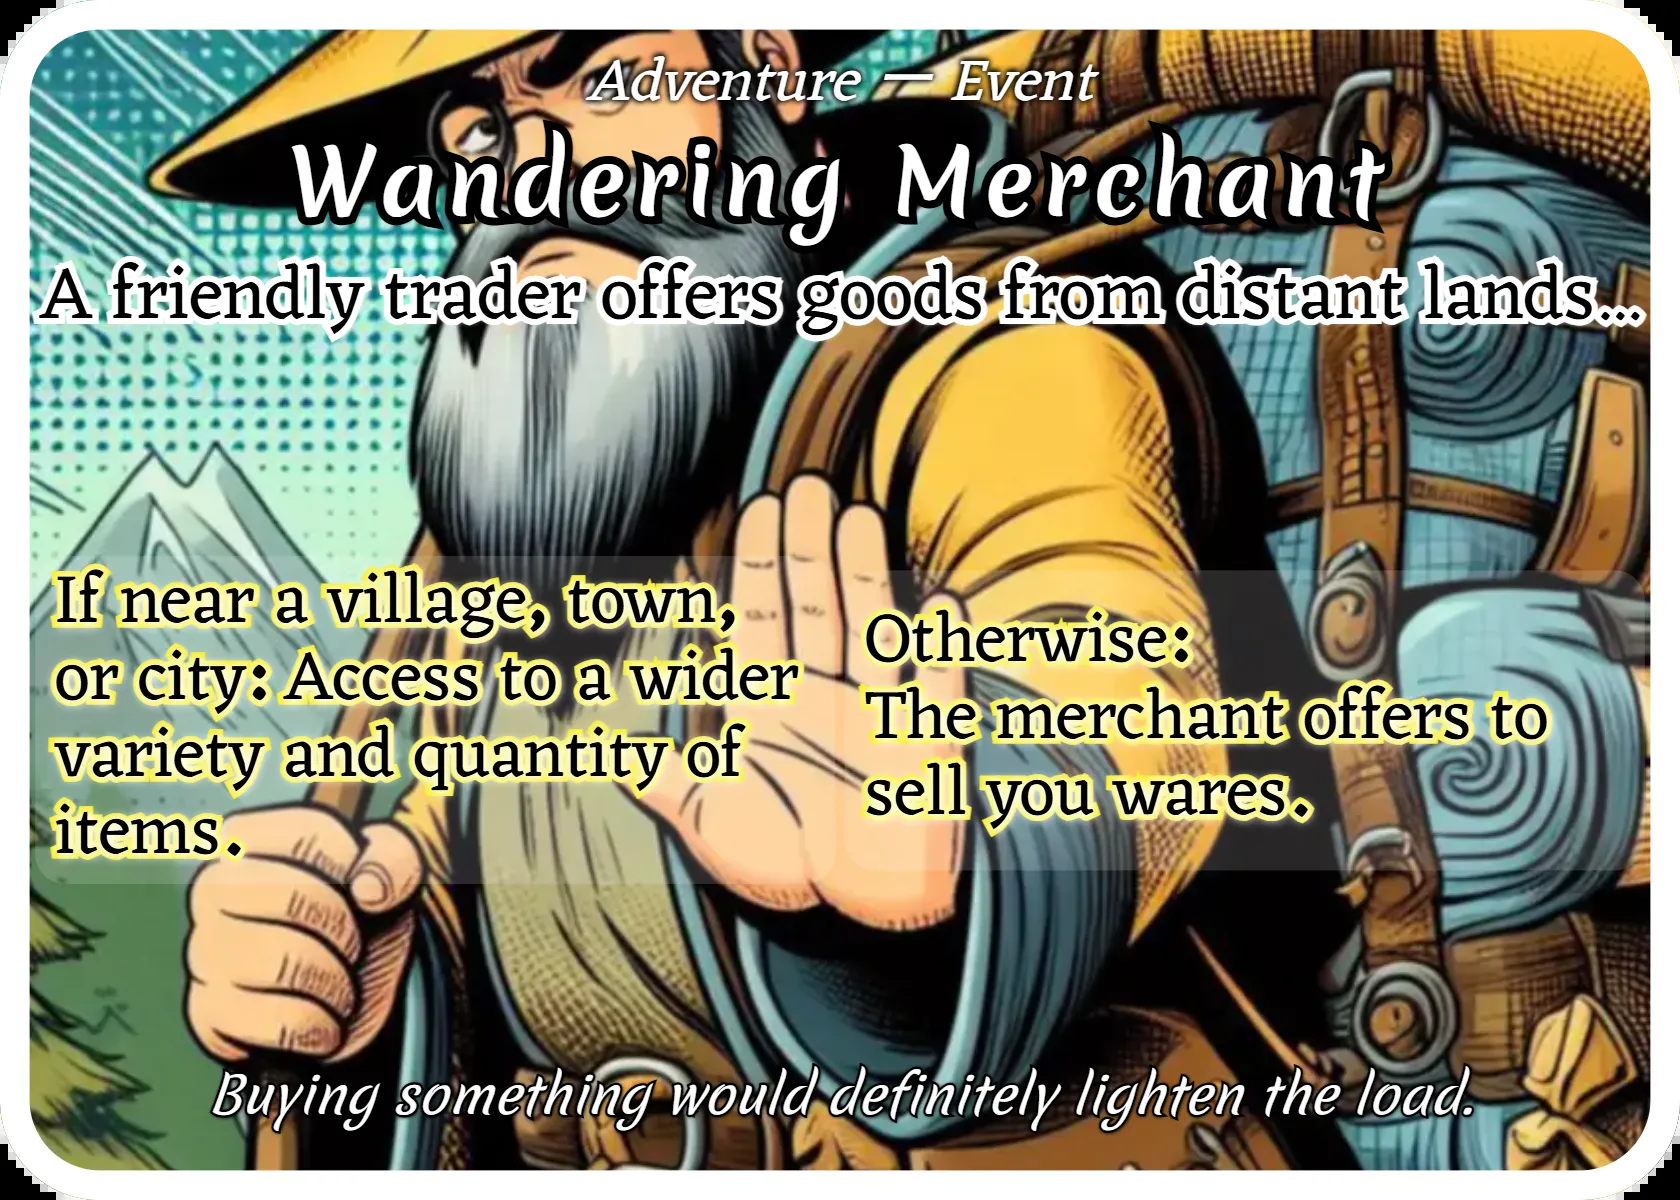 Adventure — Event
Wandering Merchant
A friendly trader offers goods from distant lands...
If near a village, town,
or city: Access to a wider
variety and quantity of
items.
Otherwise:
The merchant offers to
sell you wares.
Buying something would definitely lighten the load.